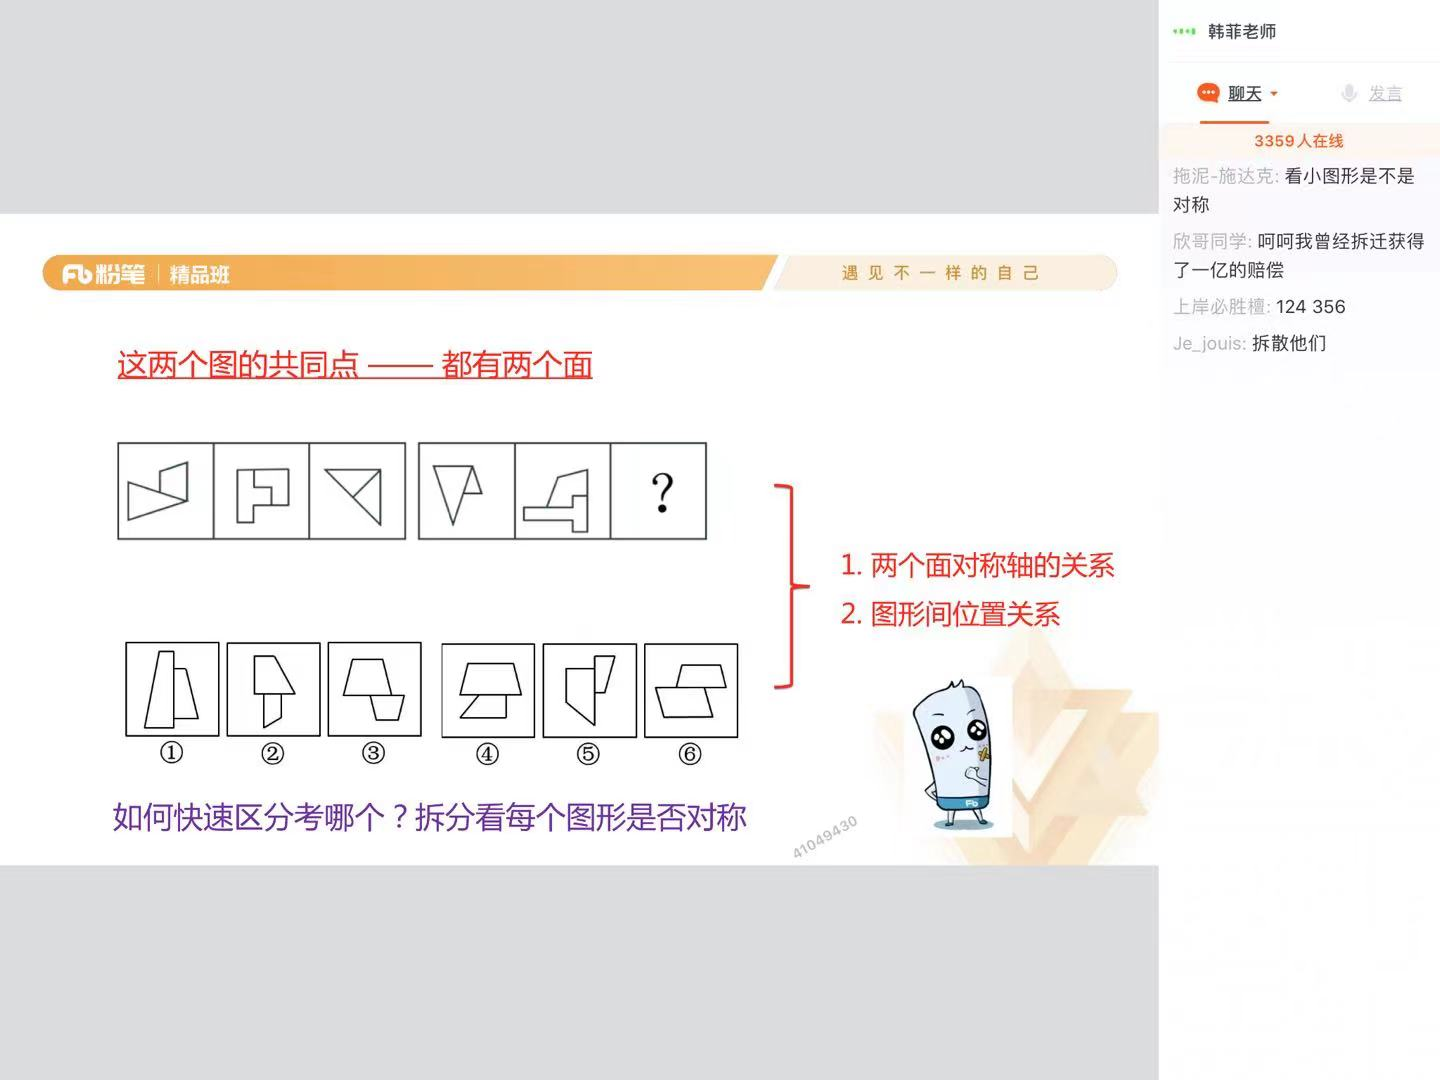 韩菲老师
聊天
发言
3359人在线
拖泥-施达克: 看小图形是不是
对称
欣哥同学: 呵呵我曾经拆迁获得
了一亿的赔偿
上岸必胜檀: 124 356
Je_jouis: 拆散他们
Fb粉笔 | 精品班
遇见不一样的自己
这两个图的共同点 —— 都有两个面
?
1. 两个面对称轴的关系
2. 图形间位置关系
① ② ③ ④ ⑤ ⑥
如何快速区分考哪个？拆分看每个图形是否对称
Fb
41049430